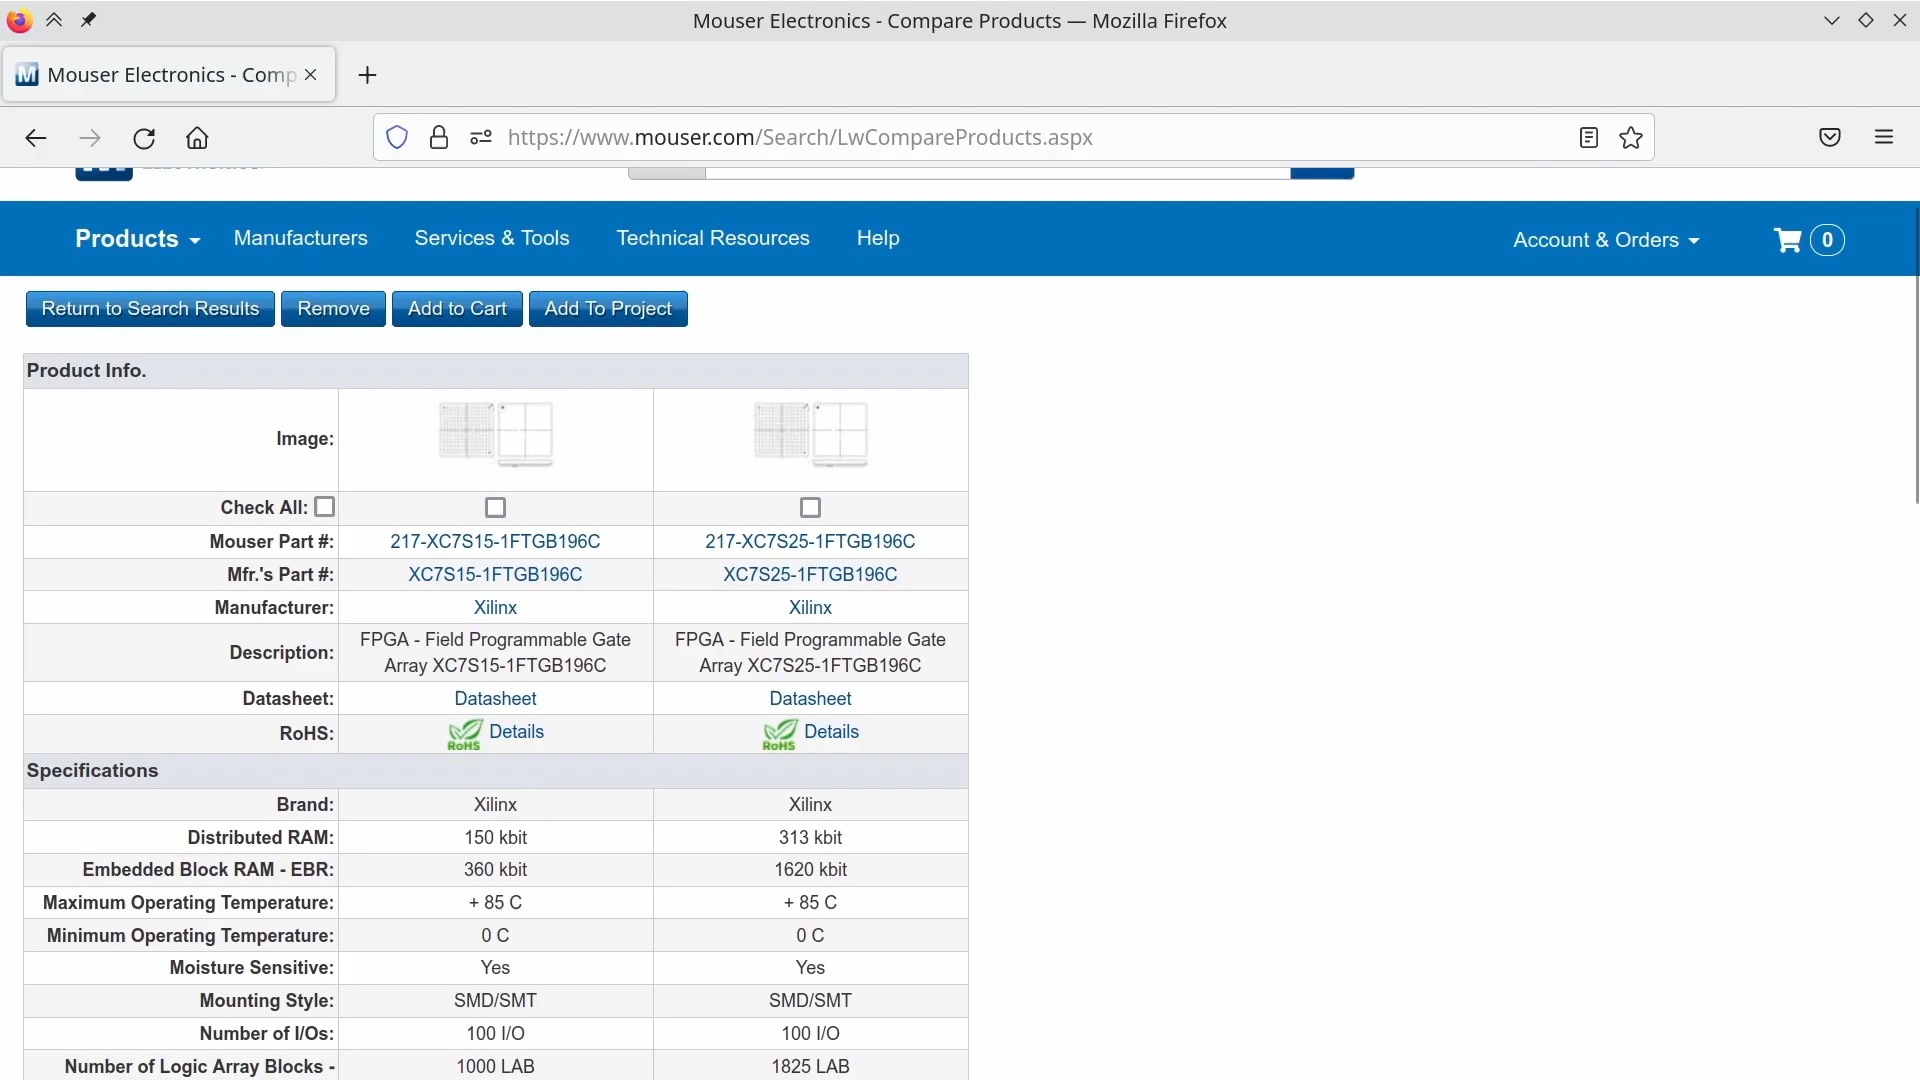 Mouser Electronics - Compare Products — Mozilla Firefox
Mouser Electronics - Comp
https://www.mouser.com/Search/LwCompareProducts.aspx
Products Manufacturers Services & Tools Technical Resources Help Account & Orders 0
Return to Search Results Remove Add to Cart Add To Project
Product Info.
Image:
Check All:
Mouser Part #: 217-XC7S15-1FTGB196C 217-XC7S25-1FTGB196C
Mfr.'s Part #: XC7S15-1FTGB196C XC7S25-1FTGB196C
Manufacturer: Xilinx Xilinx
Description: FPGA - Field Programmable Gate Array XC7S15-1FTGB196C FPGA - Field Programmable Gate Array XC7S25-1FTGB196C
Datasheet: Datasheet Datasheet
RoHS: RoHS Details RoHS Details
Specifications
Brand: Xilinx Xilinx
Distributed RAM: 150 kbit 313 kbit
Embedded Block RAM - EBR: 360 kbit 1620 kbit
Maximum Operating Temperature: + 85 C + 85 C
Minimum Operating Temperature: 0 C 0 C
Moisture Sensitive: Yes Yes
Mounting Style: SMD/SMT SMD/SMT
Number of I/Os: 100 I/O 100 I/O
Number of Logic Array Blocks - 1000 LAB 1825 LAB